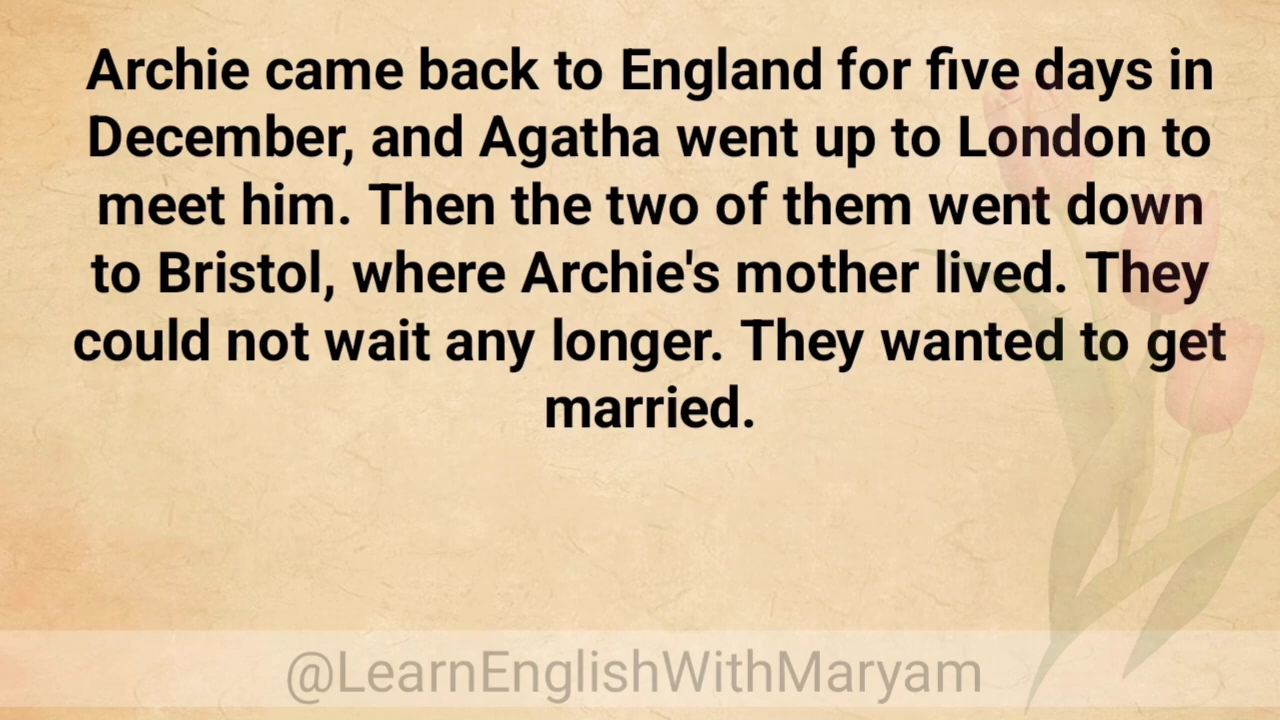 Archie came back to England for five days in
December, and Agatha went up to London to
meet him. Then the two of them went down
to Bristol, where Archie's mother lived. They
could not wait any longer. They wanted to get
married.
@LearnEnglishWithMaryam